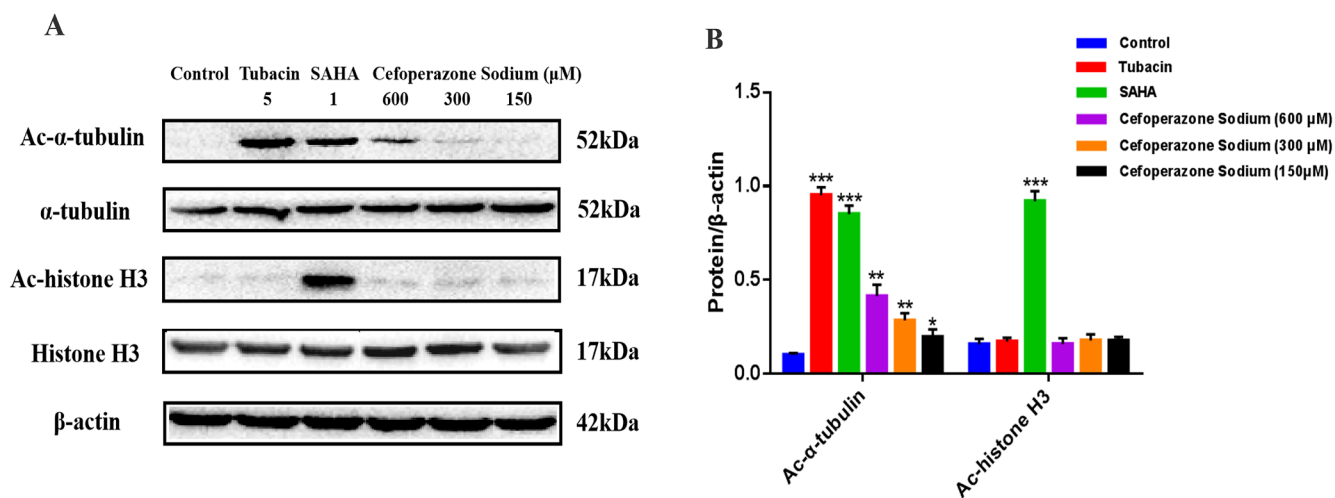 A
Control Tubacin SAHA Cefoperazone Sodium (μM)
5 1 600 300 150
Ac-α-tubulin 52kDa
α-tubulin 52kDa
Ac-histone H3 17kDa
Histone H3 17kDa
β-actin 42kDa
B
Control
Tubacin
SAHA
Cefoperazone Sodium (600 μM)
Cefoperazone Sodium (300 μM)
Cefoperazone Sodium (150μM)
Protein/β-actin
1.5
1.0
0.5
0.0
*** *** ** ** * ***
Ac-α-tubulin
Ac-histone H3